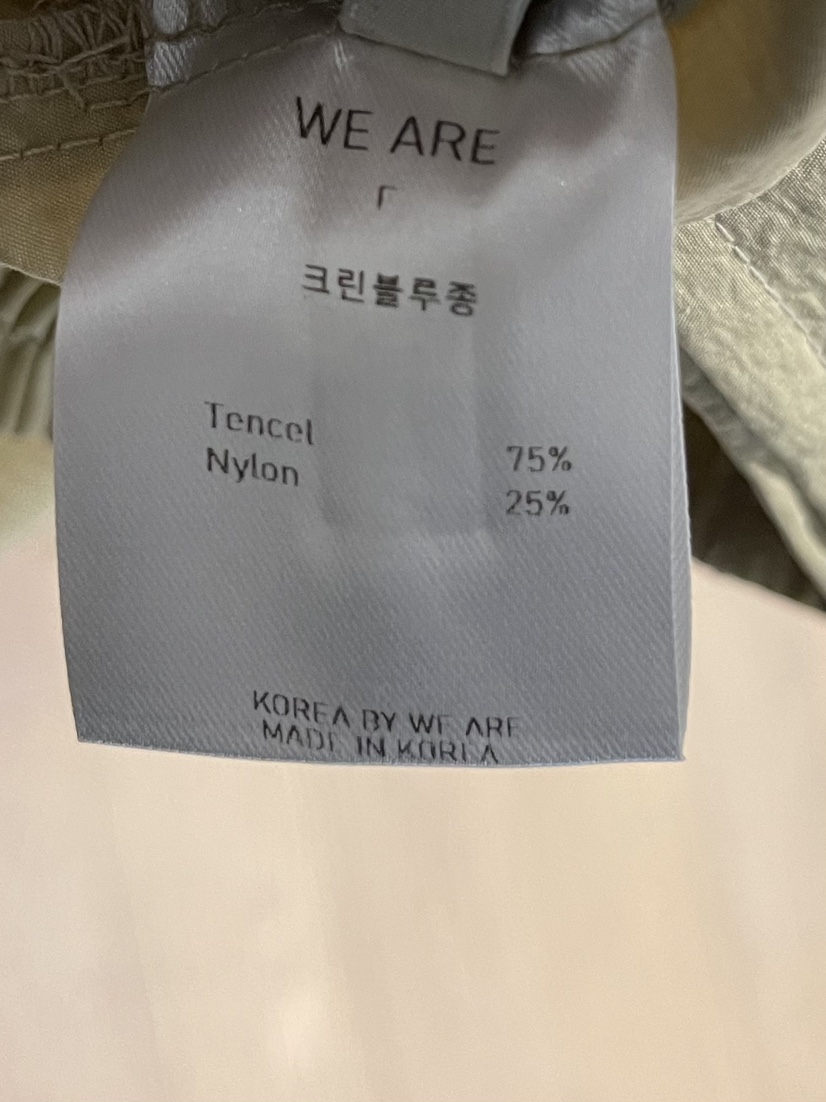 WE ARE
г
크린블루종
Tencel 75%
Nylon 25%
KOREA BY WE ARE
MADE IN KOREA